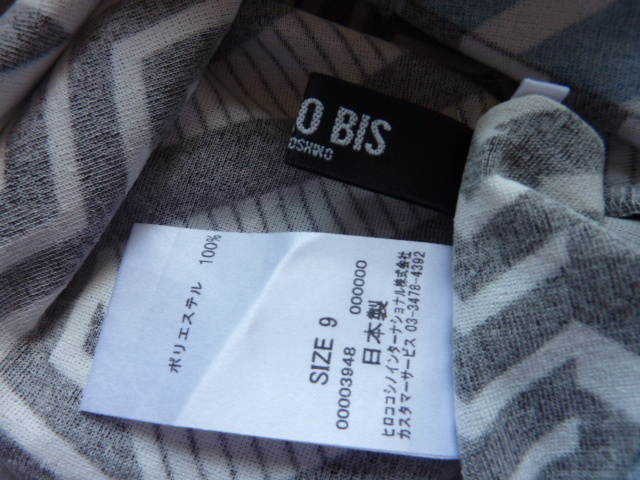 O BIS
OSHINO
ポリエステル 100%
SIZE 9
00003948 000000
日本製
ヒロココシノインターナショナル株式会社
カスタマーサービス 03-3478-4392